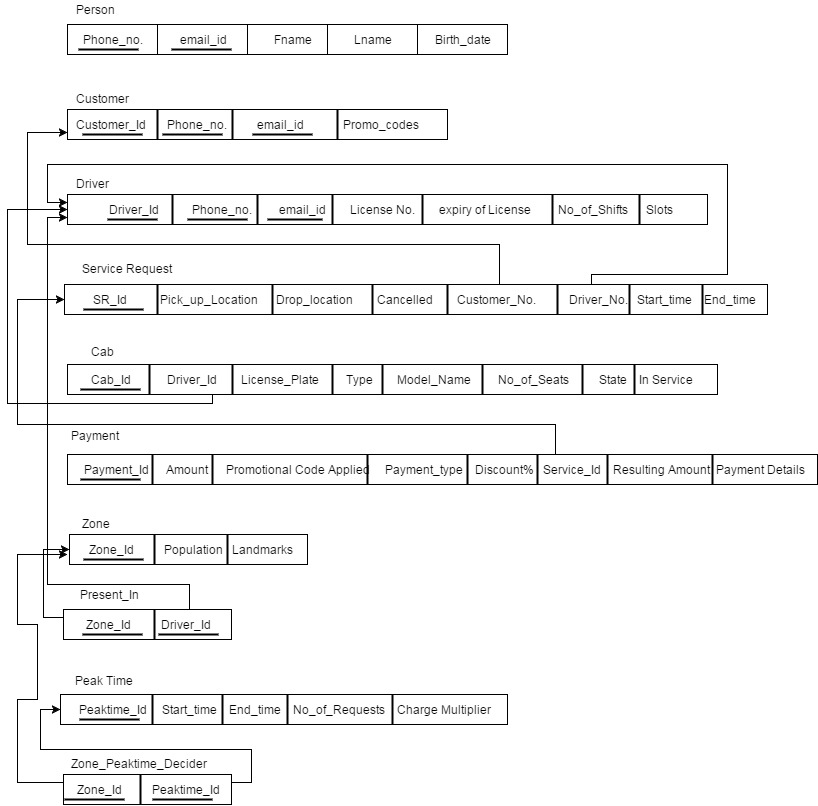 Person
Phone_no. email_id Fname Lname Birth_date
Customer
Customer_Id Phone_no. email_id Promo_codes
Driver
Driver_Id Phone_no. email_id License No. expiry of License No_of_Shifts Slots
Service Request
SR_Id Pick_up_Location Drop_location Cancelled Customer_No. Driver_No. Start_time End_time
Cab
Cab_Id Driver_Id License_Plate Type Model_Name No_of_Seats State In Service
Payment
Payment_Id Amount Promotional Code Applied Payment_type Discount% Service_Id Resulting Amount Payment Details
Zone
Zone_Id Population Landmarks
Present_In
Zone_Id Driver_Id
Peak Time
Peaktime_Id Start_time End_time No_of_Requests Charge Multiplier
Zone_Peaktime_Decider
Zone_Id Peaktime_Id